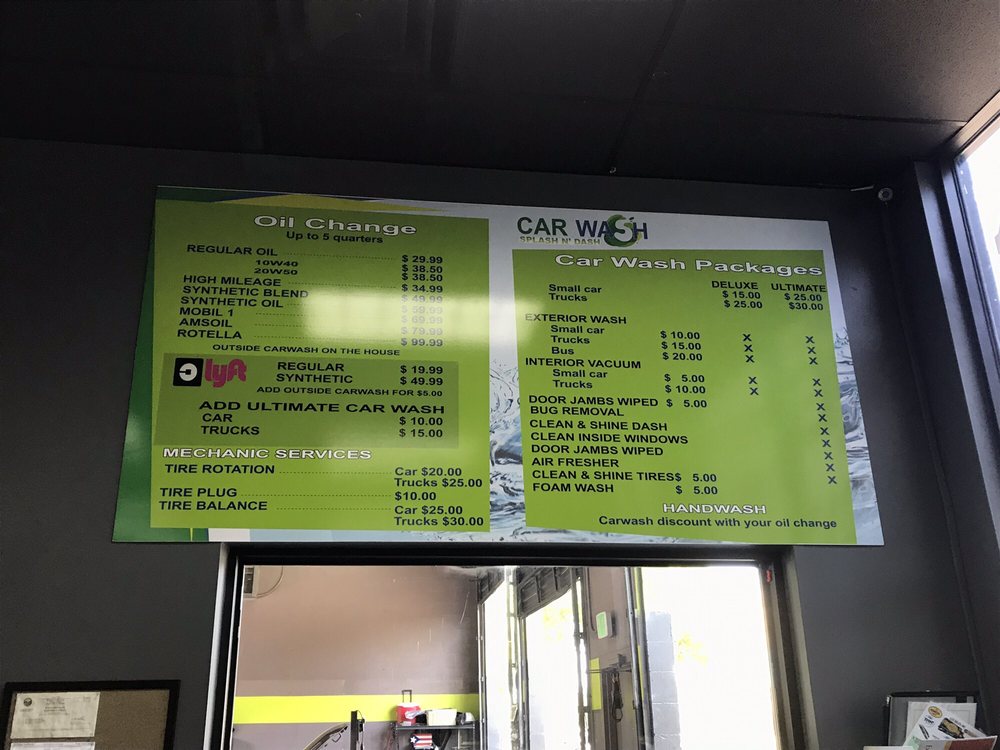 Oil Change
Up to 5 quarters
REGULAR OIL $ 29.99
10W40 $ 38.50
20W50 $ 38.50
HIGH MILEAGE $ 34.99
SYNTHETIC BLEND $ 49.99
SYNTHETIC OIL $ 59.99
MOBIL 1 $ 69.99
AMSOIL $ 79.99
ROTELLA $ 99.99
OUTSIDE CARWASH ON THE HOUSE
lyft
REGULAR $ 19.99
SYNTHETIC $ 49.99
ADD OUTSIDE CARWASH FOR $5.00
ADD ULTIMATE CAR WASH
CAR $ 10.00
TRUCKS $ 15.00
MECHANIC SERVICES
TIRE ROTATION Car $20.00
Trucks $25.00
TIRE PLUG $10.00
TIRE BALANCE Car $25.00
Trucks $30.00
CAR WASH
SPLASH N' DASH
Car Wash Packages
DELUXE ULTIMATE
Small car $ 15.00 $ 25.00
Trucks $ 25.00 $30.00
EXTERIOR WASH
Small car $ 10.00 X X
Trucks $ 15.00 X X
Bus $ 20.00 X X
INTERIOR VACUUM
Small car $ 5.00 X X
Trucks $ 10.00 X X
DOOR JAMBS WIPED $ 5.00 X
BUG REMOVAL X
CLEAN & SHINE DASH X
CLEAN INSIDE WINDOWS X
DOOR JAMBS WIPED X
AIR FRESHER X
CLEAN & SHINE TIRES $ 5.00 X
FOAM WASH $ 5.00
HANDWASH
Carwash discount with your oil change